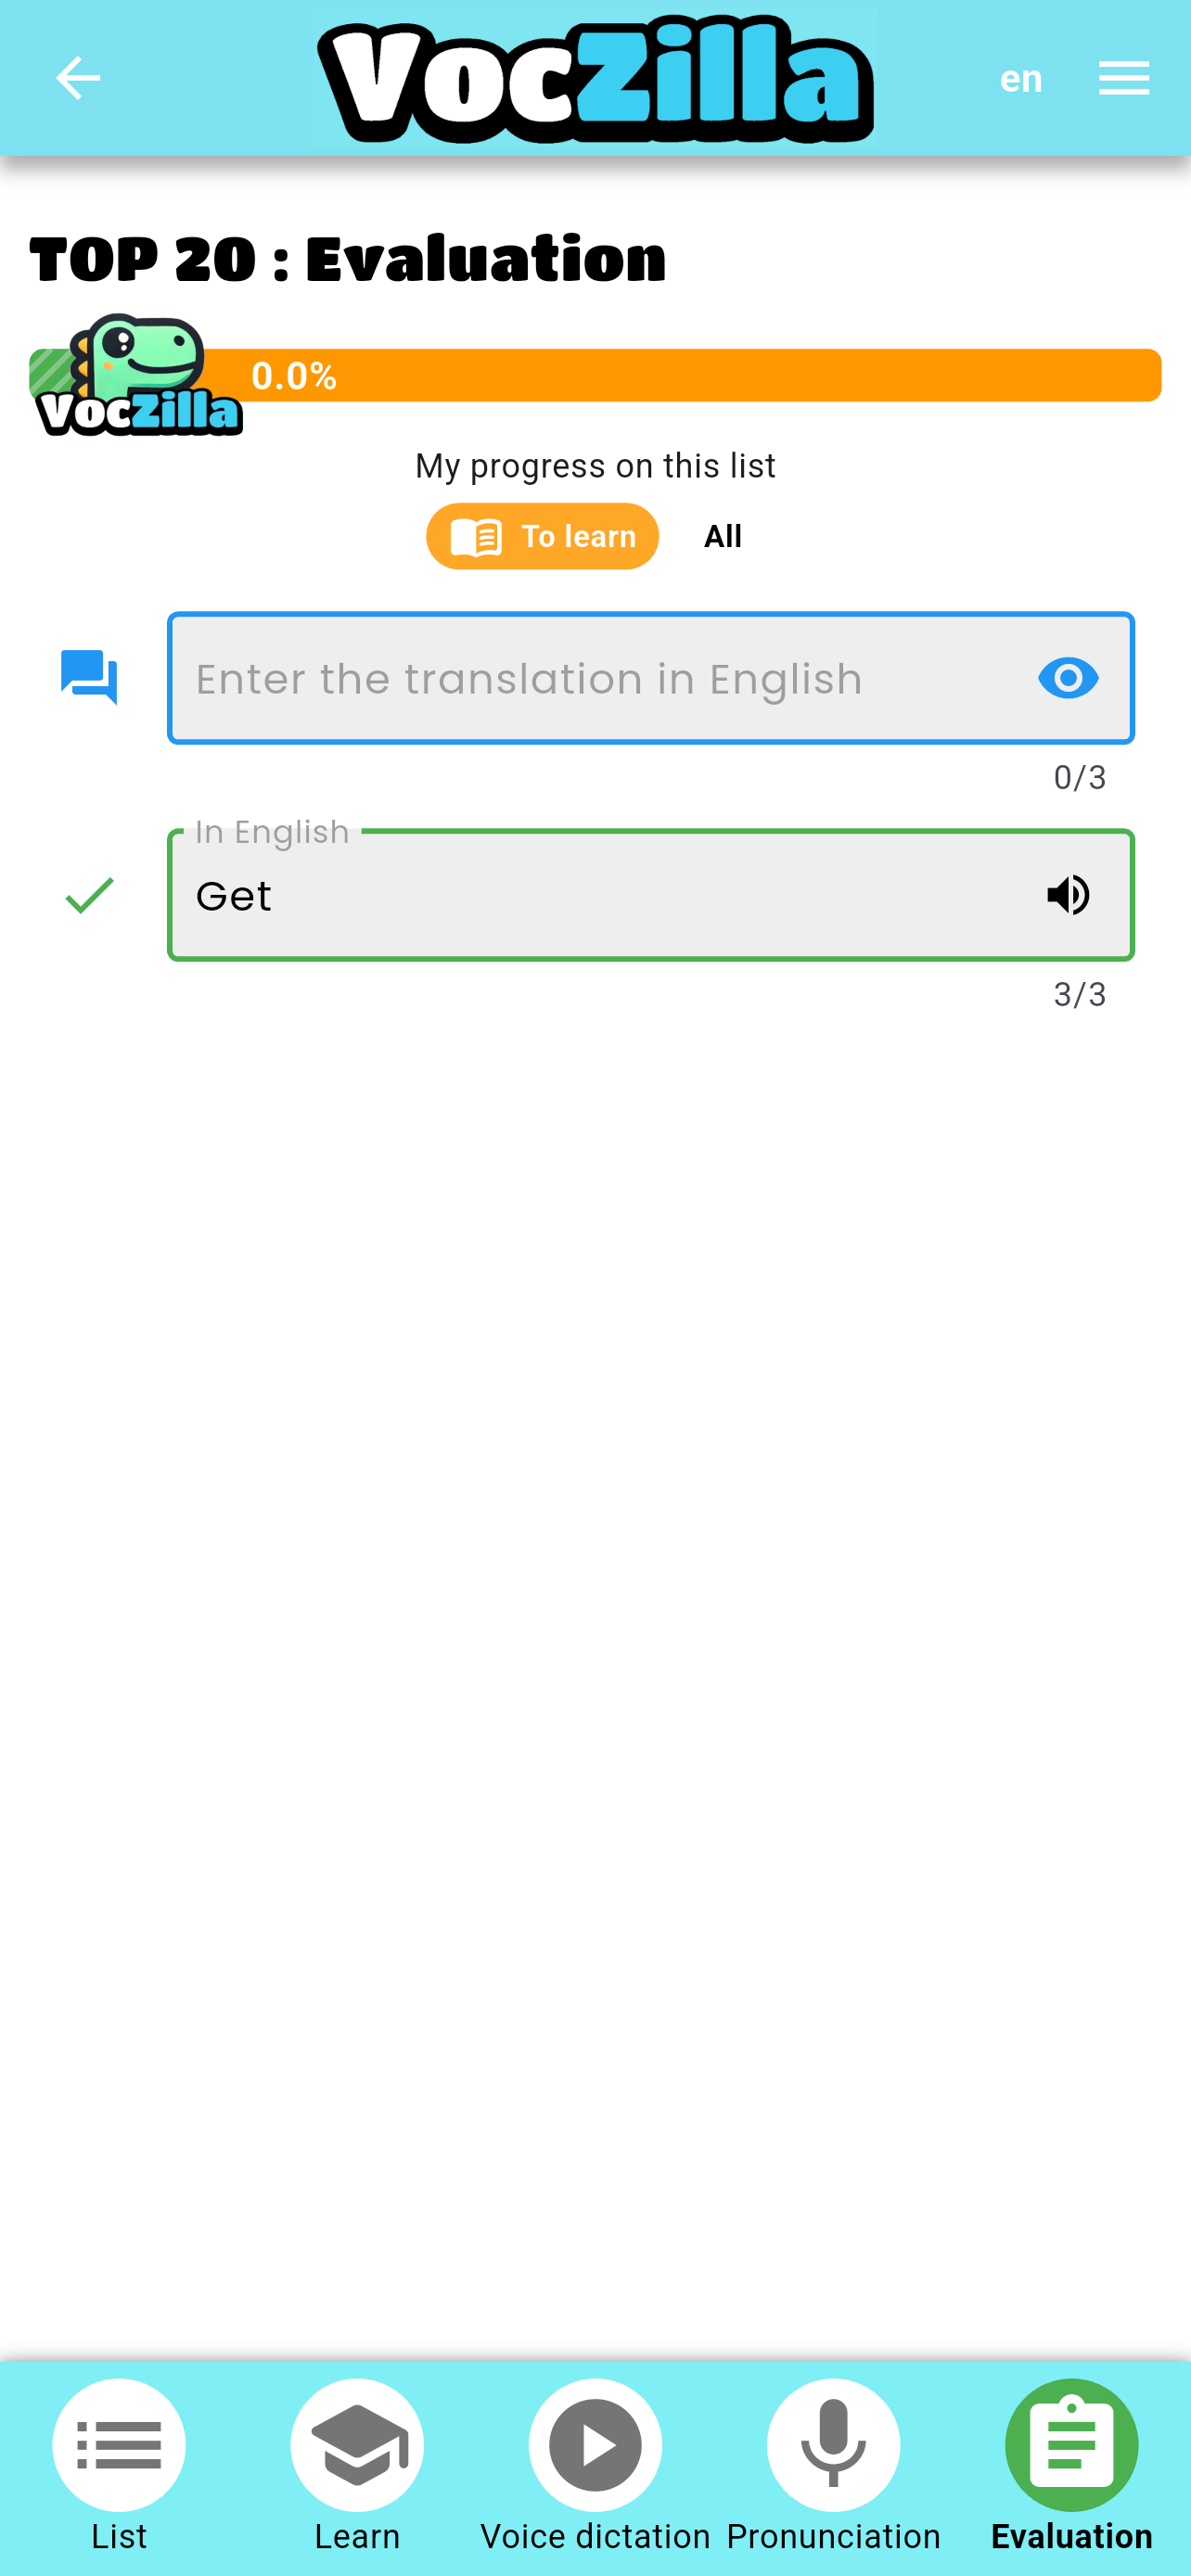 VocZilla
en
TOP 20 : Evaluation
0.0%
VocZilla
My progress on this list
To learn
All
Enter the translation in English
0/3
In English
Get
3/3
List
Learn
Voice dictation
Pronunciation
Evaluation